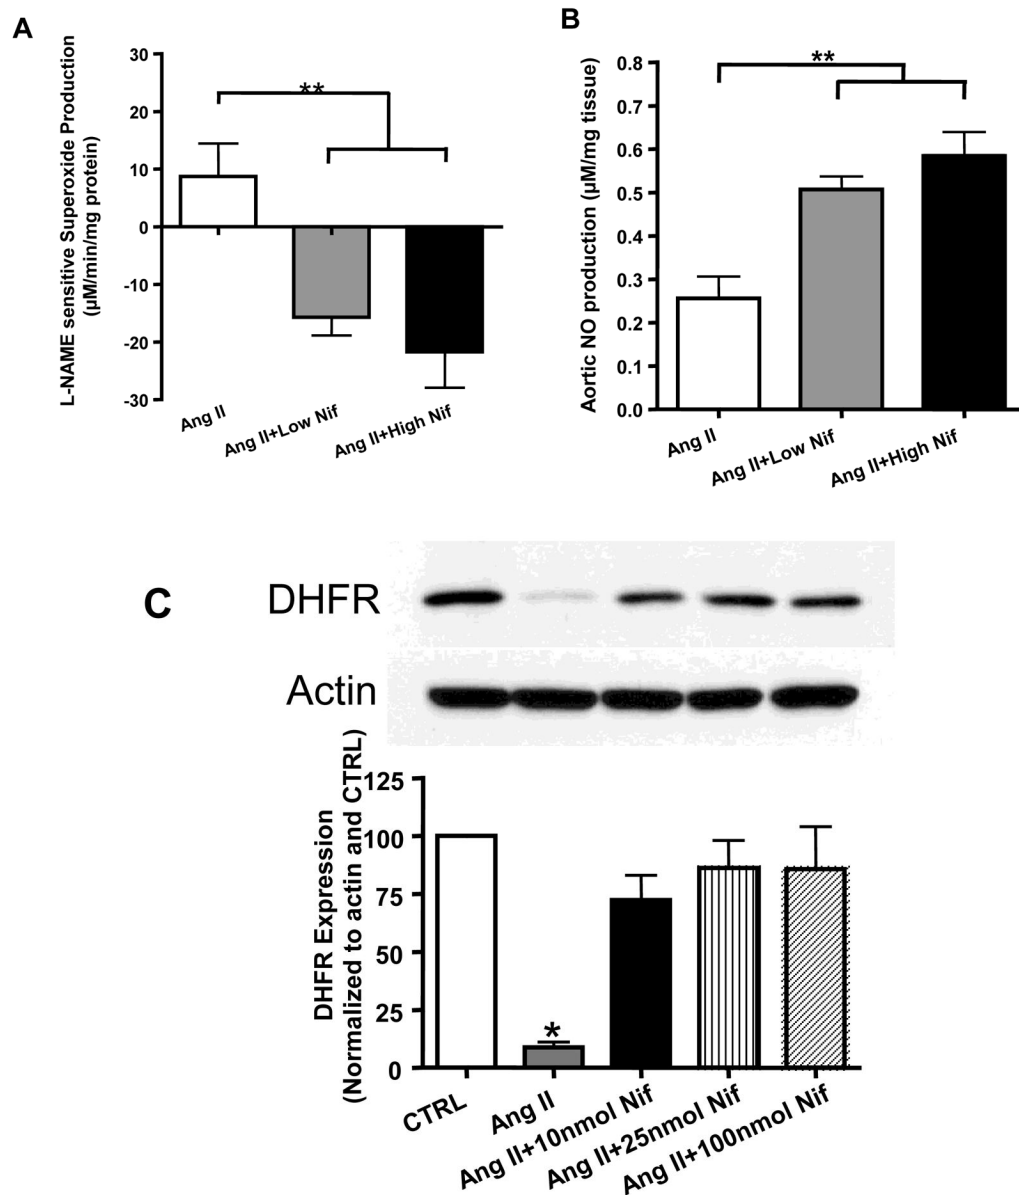 A
L-NAME sensitive Superoxide Production
(µM/min/mg protein)
30
20
10
0
-10
-20
-30
**
Ang II
Ang II+Low Nif
Ang II+High Nif
B
Aortic NO production (µM/mg tissue)
0.8
0.7
0.6
0.5
0.4
0.3
0.2
0.1
0.0
**
Ang II
Ang II+Low Nif
Ang II+High Nif
C
DHFR
Actin
DHFR Expression
(Normalized to actin and CTRL)
125
100
75
50
25
0
*
CTRL
Ang II
Ang II+10nmol Nif
Ang II+25nmol Nif
Ang II+100nmol Nif